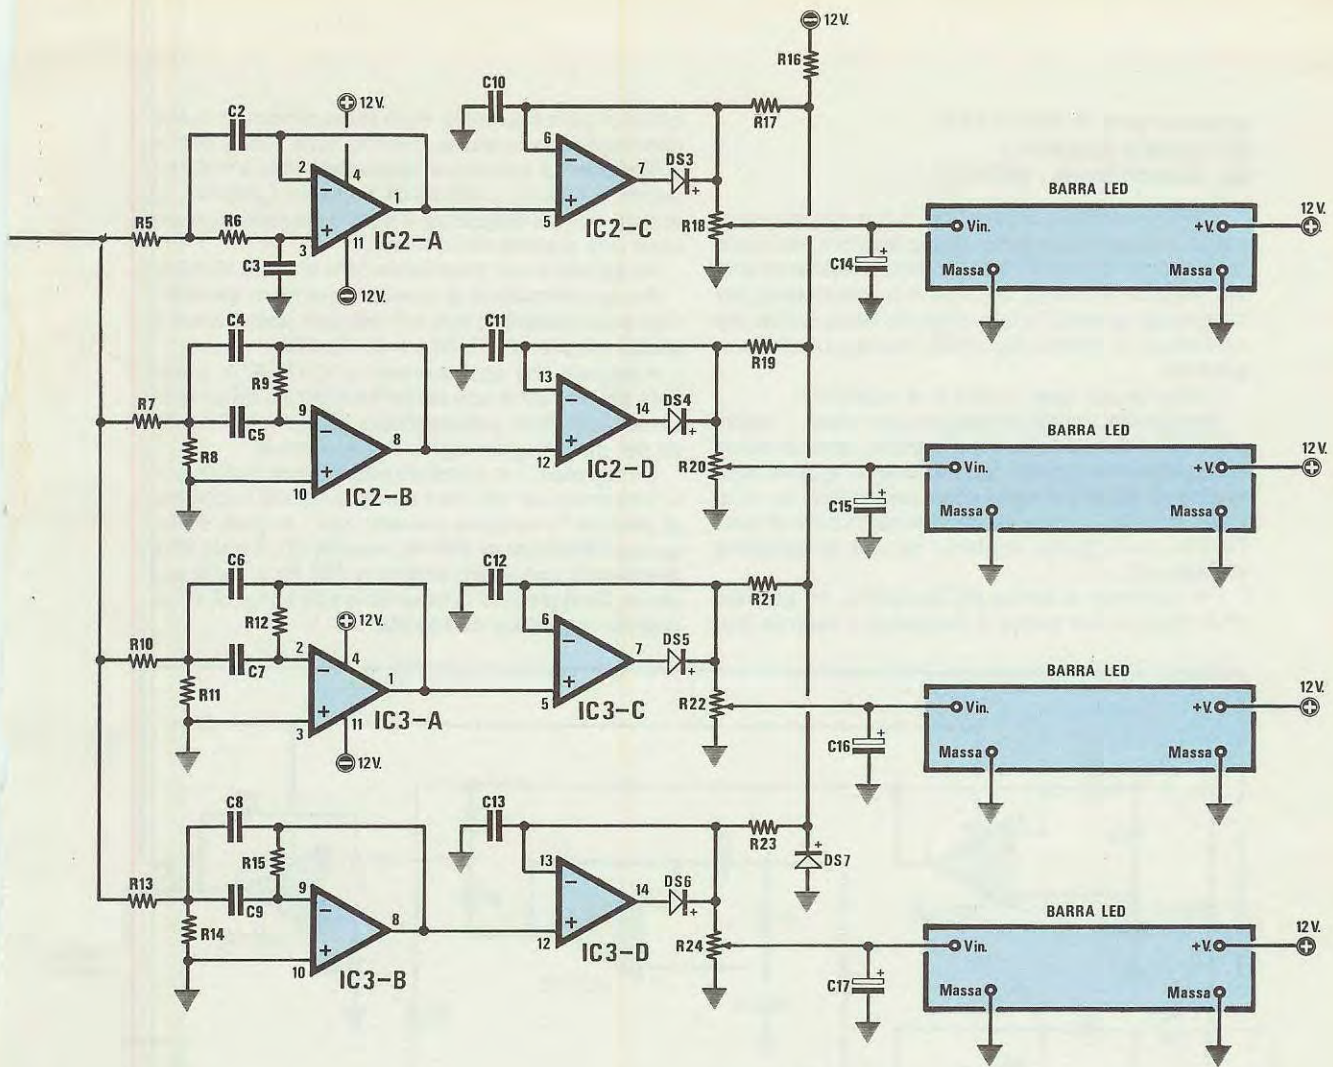 12V.
R16
C10
12V.
C2
R17
6
7
DS3
+
BARRA LED
2
4
1
R5
R6
5
IC2-C
R18
Vin.
+V.
12V.
3
11
IC2-A
C3
C14
+
Massa
Massa
12V.
C4
C11
R19
R9
13
14
DS4
+
BARRA LED
R7
9
8
C5
R8
12
IC2-D
R20
Vin.
+V.
12V.
10
IC2-B
C15
+
Massa
Massa
C6
C12
R21
R12
12V.
6
7
DS5
+
BARRA LED
R10
2
4
1
C7
R11
5
IC3-C
R22
Vin.
+V.
12V.
3
11
IC3-A
C16
+
Massa
Massa
12V.
C8
C13
R23
R15
13
14
DS6
+
+
DS7
R13
9
8
C9
BARRA LED
R14
12
IC3-D
R24
Vin.
+V.
12V.
10
IC3-B
C17
+
Massa
Massa